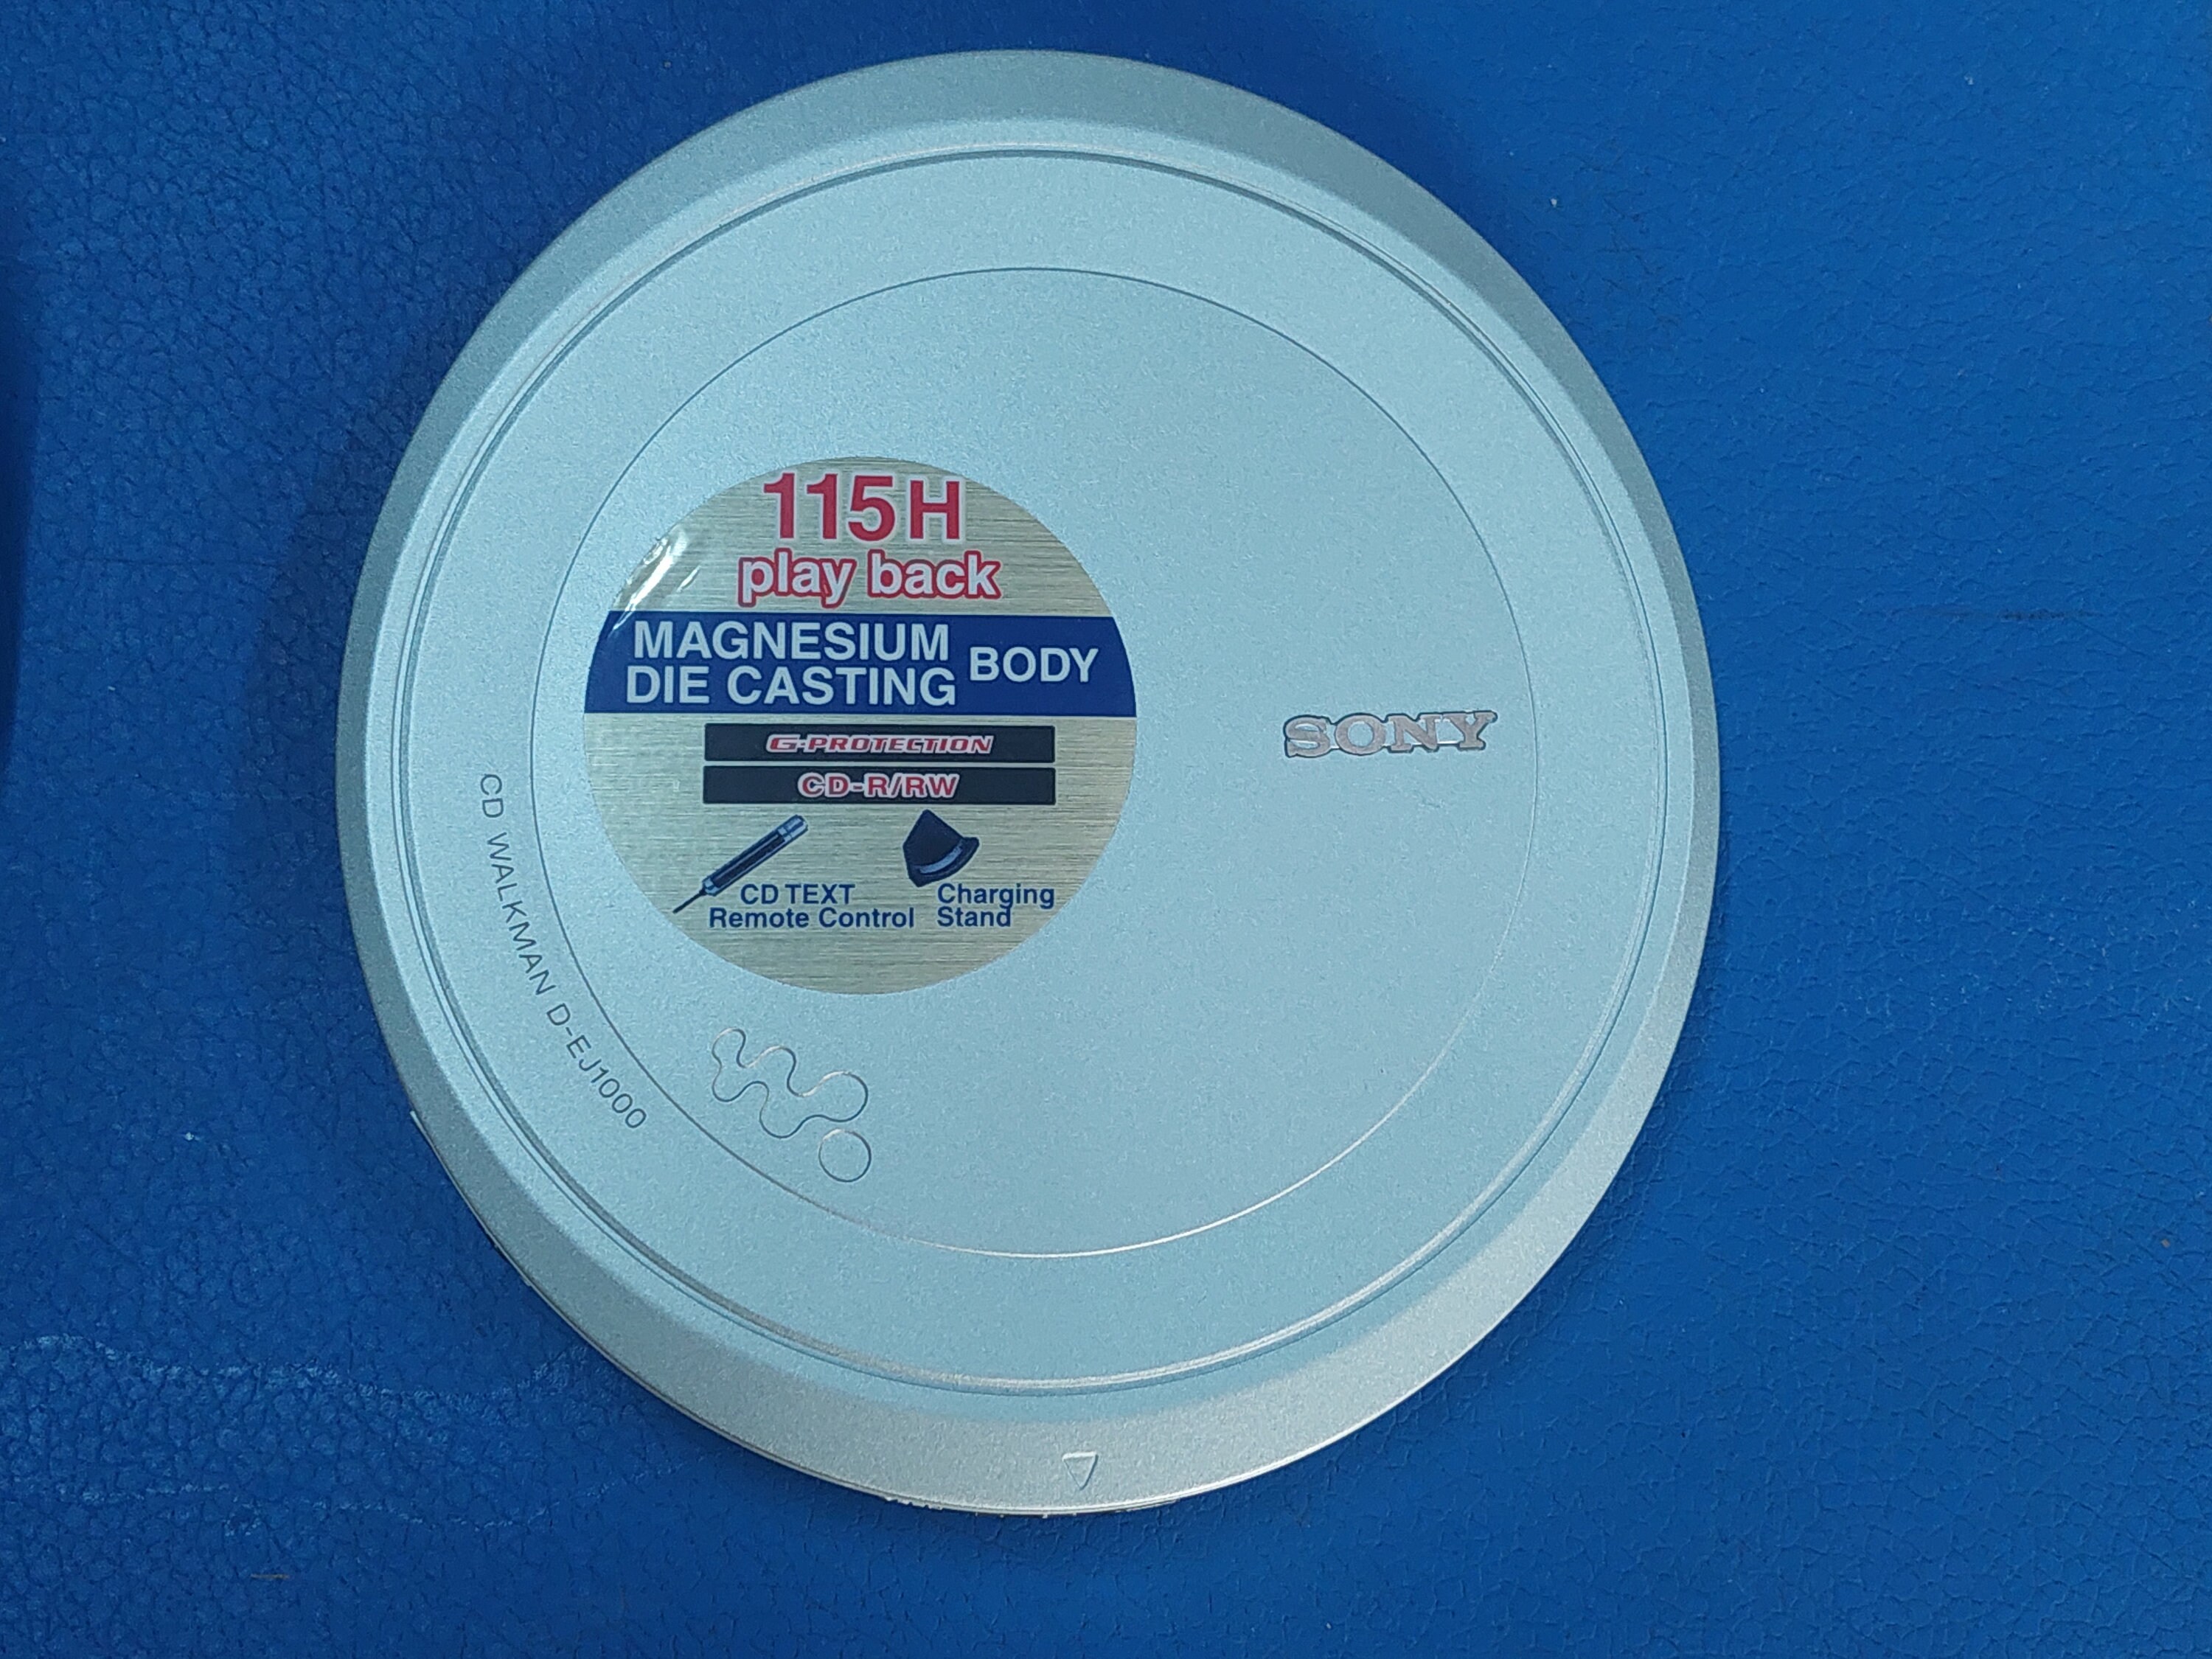 115H
play back
MAGNESIUM
DIE CASTING BODY
G-PROTECTION
CD-R/RW
CD TEXT
Remote Control
Charging
Stand
SONY
CD WALKMAN D-EJ1000